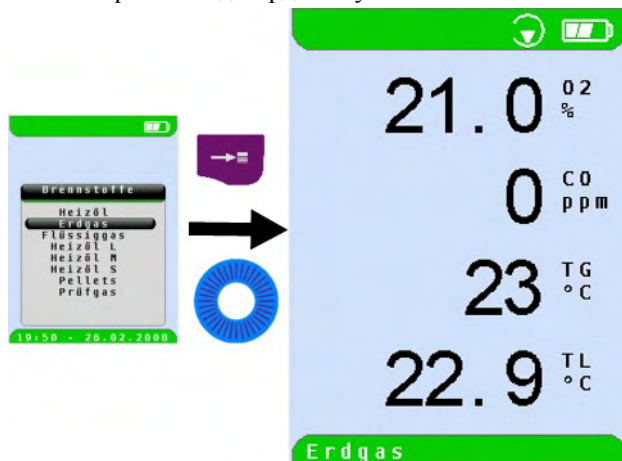 Brennstoffe
Heizöl
Erdgas
Flüssiggas
Heizöl L
Heizöl M
Heizöl S
Pellets
Prüfgas
19:50 - 26.02.2008
21.0 O2 %
0 CO ppm
23 TG °C
22.9 TL °C
Erdgas